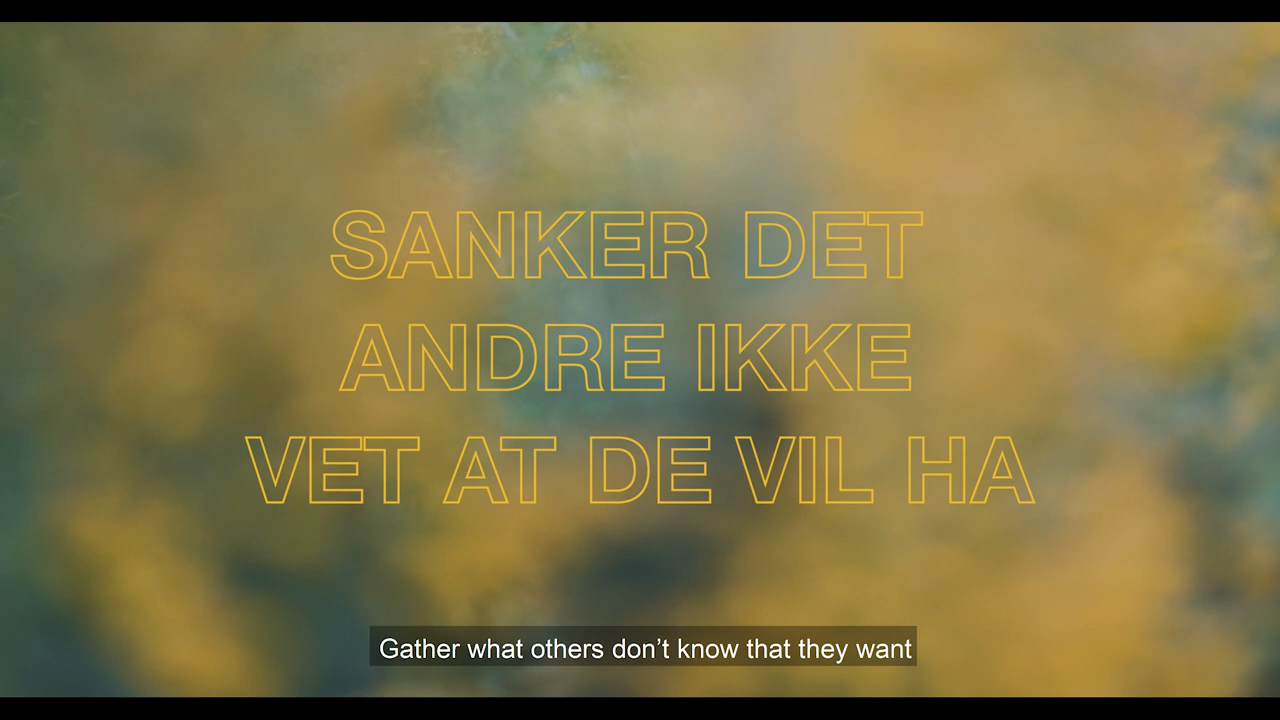 SANKER DET
ANDRE IKKE
VET AT DE VIL HA
Gather what others don’t know that they want